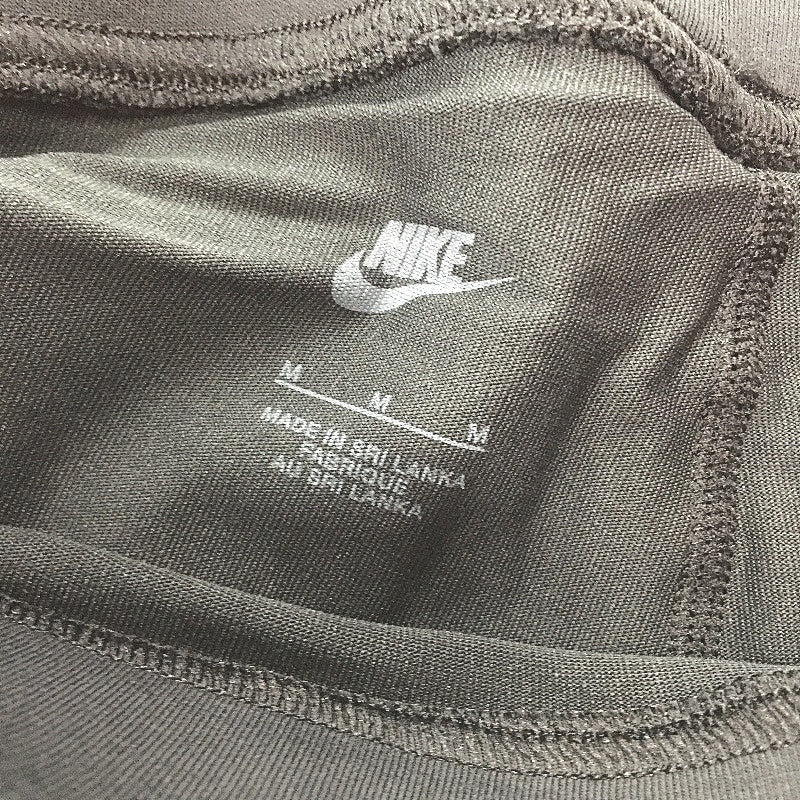 NIKE
M M M
MADE IN SRI LANKA
FABRIQUE
AU SRI LANKA